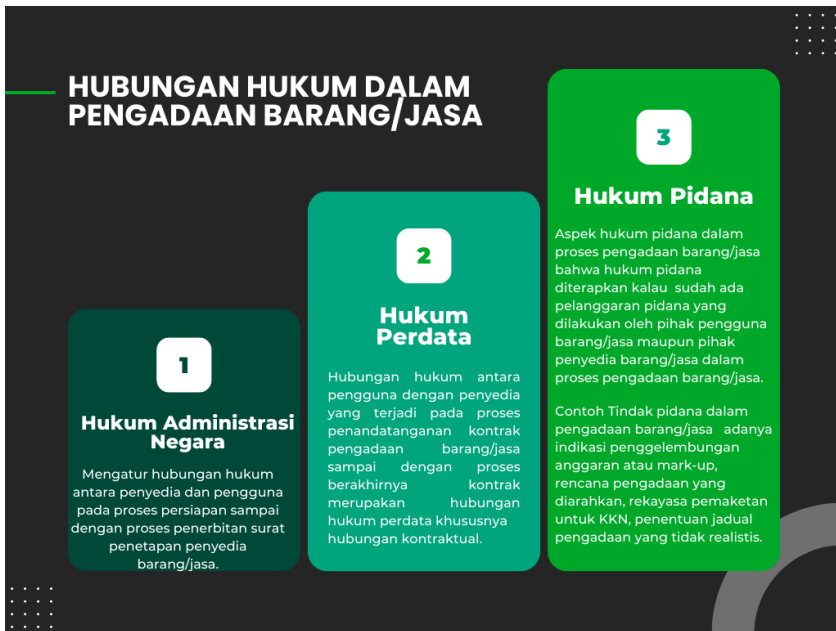 HUBUNGAN HUKUM DALAM
PENGADAAN BARANG/JASA
1
Hukum Administrasi
Negara
Mengatur hubungan hukum
antara penyedia dan pengguna
pada proses persiapan sampai
dengan proses penerbitan surat
penetapan penyedia
barang/jasa.
2
Hukum
Perdata
Hubungan hukum antara
pengguna dengan penyedia
yang terjadi pada proses
penandatanganan kontrak
pengadaan barang/jasa
sampai dengan proses
berakhirnya kontrak
merupakan hubungan
hukum perdata khususnya
hubungan kontraktual.
3
Hukum Pidana
Aspek hukum pidana dalam
proses pengadaan barang/jasa
bahwa hukum pidana
diterapkan kalau sudah ada
pelanggaran pidana yang
dilakukan oleh pihak pengguna
barang/jasa maupun pihak
penyedia barang/jasa dalam
proses pengadaan barang/jasa.
Contoh Tindak pidana dalam
pengadaan barang/jasa adanya
indikasi penggelembungan
anggaran atau mark-up,
rencana pengadaan yang
diarahkan, rekayasa pemaketan
untuk KKN, penentuan jadual
pengadaan yang tidak realistis.